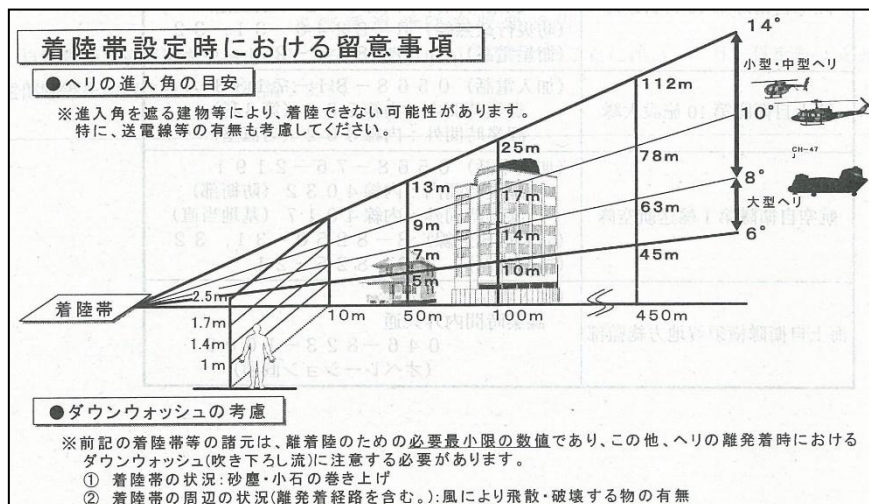 着陸帯設定時における留意事項
●ヘリの進入角の目安
※進入角を遮る建物等により、着陸できない可能性があります。
特に、送電線等の有無も考慮してください。
14°
小型・中型ヘリ
112m
10°
25m
78m
CH-47
J
13m
17m
8°
9m
63m
大型ヘリ
7m
14m
6°
5m
10m
45m
2.5m
着陸帯
10m
50m
100m
450m
1.7m
1.4m
1m
●ダウンウォッシュの考慮
※前記の着陸帯等の諸元は、離着陸のための必要最小限の数値であり、この他、ヘリの離発着時における
ダウンウォッシュ(吹き下ろし流)に注意する必要があります。
① 着陸帯の状況:砂塵・小石の巻き上げ
② 着陸帯の周辺の状況(離発着経路を含む。):風により飛散・破壊する物の有無